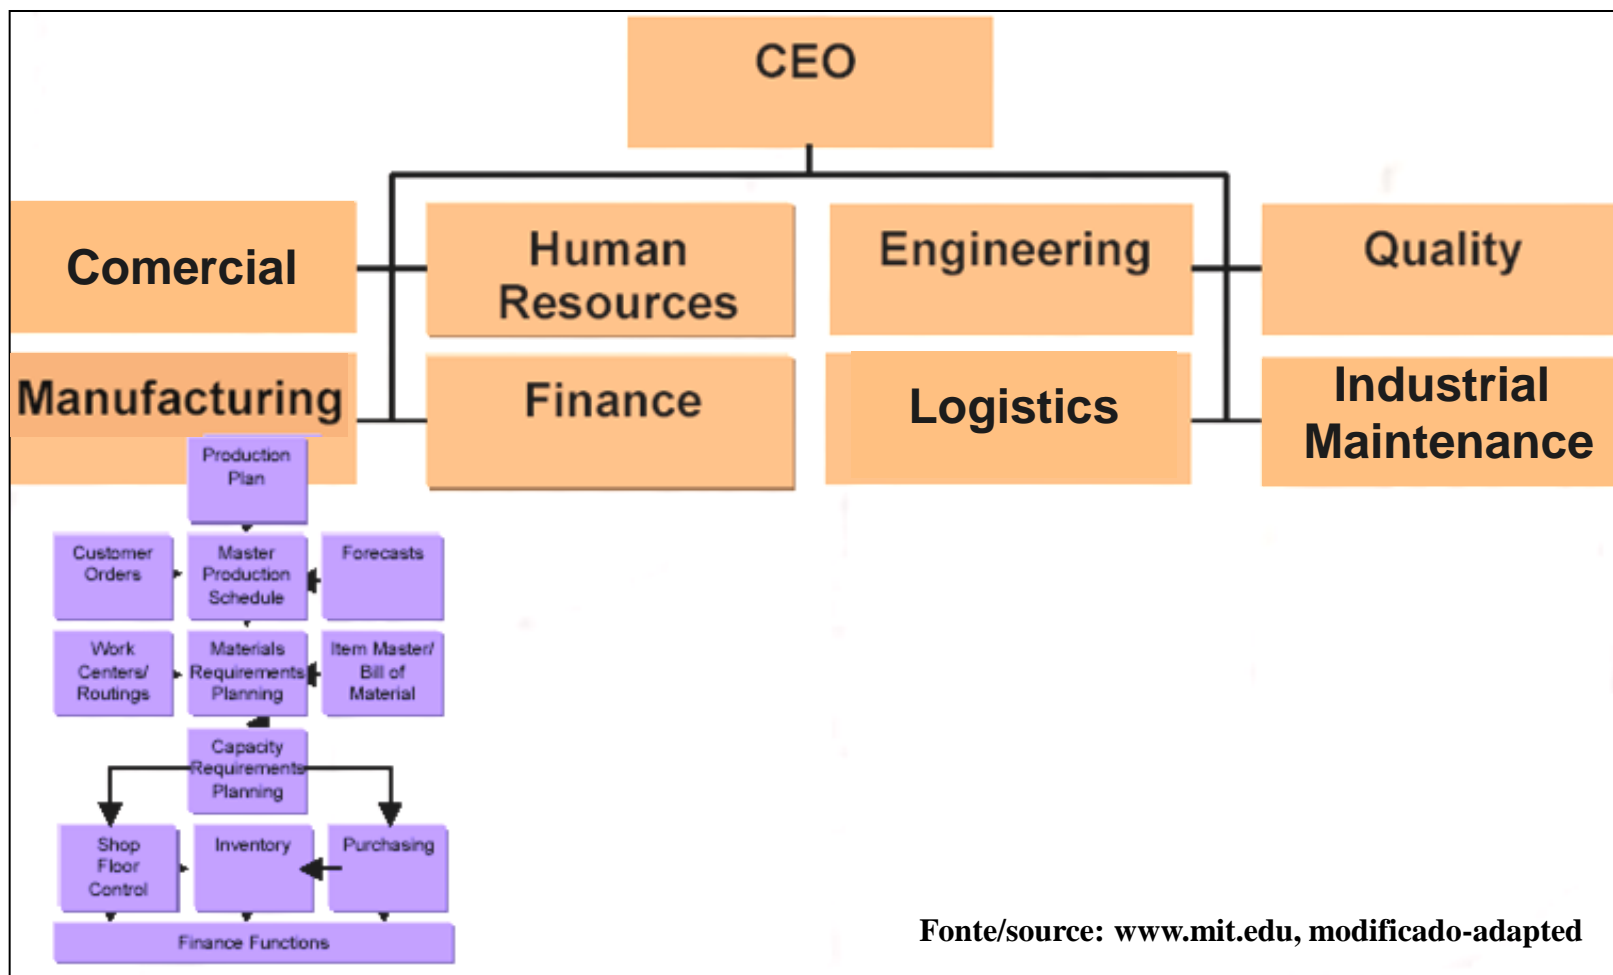 CEO
Comercial
Human
Resources
Engineering
Quality
Manufacturing
Finance
Logistics
Industrial
Maintenance
Production
Plan
Customer
Orders
Master
Production
Schedule
Forecasts
Work
Centers/
Routings
Materials
Requirements
Planning
Item Master/
Bill of
Material
Capacity
Requirements
Planning
Shop
Floor
Control
Inventory
Purchasing
Finance Functions
Fonte/source: www.mit.edu, modificado-adapted